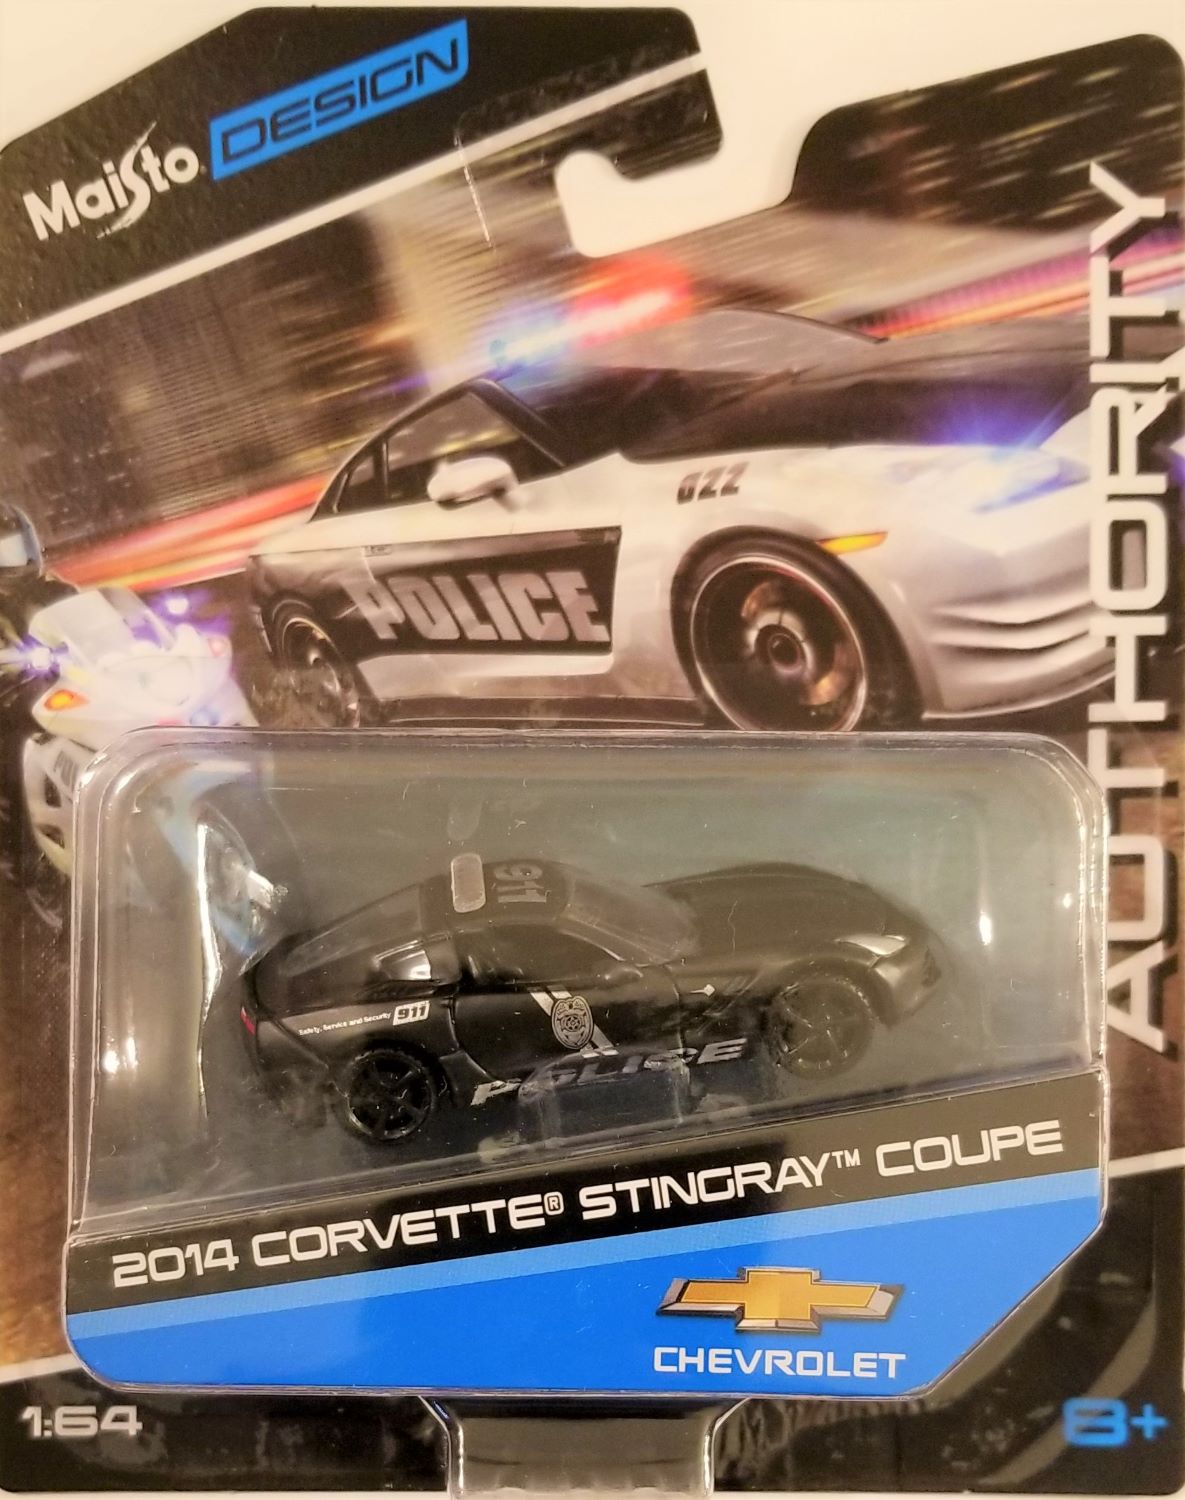 Maisto DESIGN
AUTHORITY
622
POLICE
911
Safety, Service and Security 911
POLICE
2014 CORVETTE® STINGRAY™ COUPE
CHEVROLET
1:64
8+